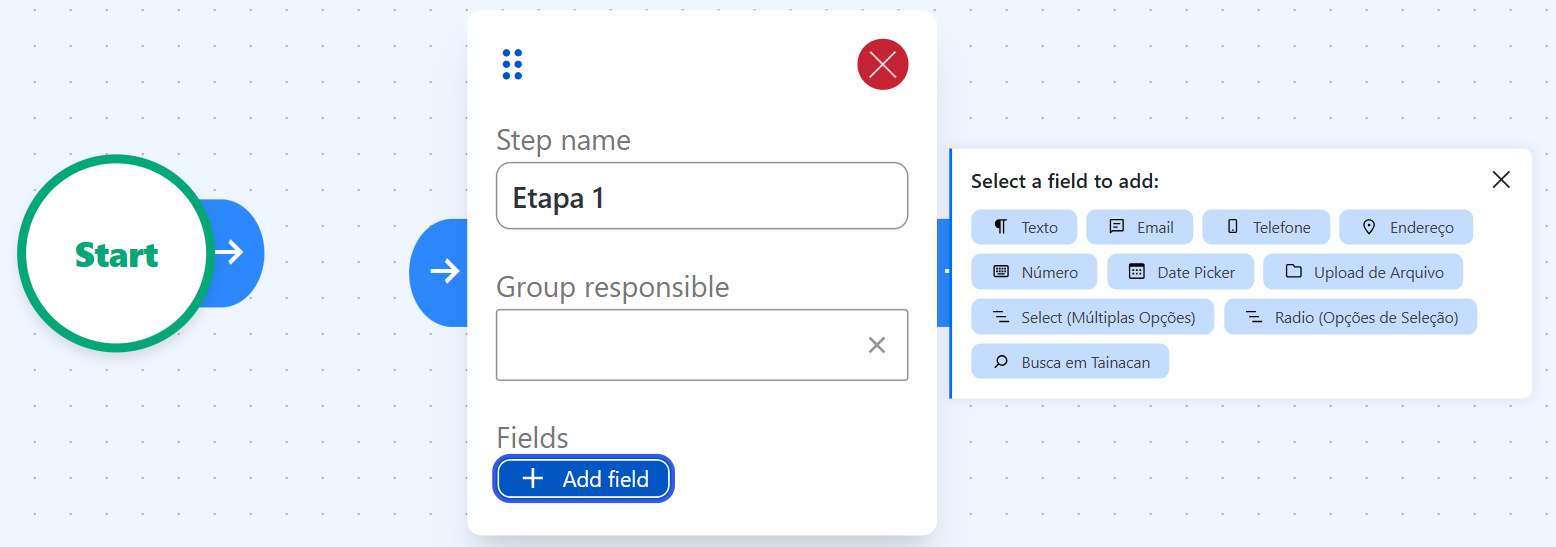 Start
Step name
Etapa 1
Group responsible
Fields
Add field
Select a field to add:
Texto Email Telefone Endereço
Número Date Picker Upload de Arquivo
Select (Múltiplas Opções) Radio (Opções de Seleção)
Busca em Tainacan